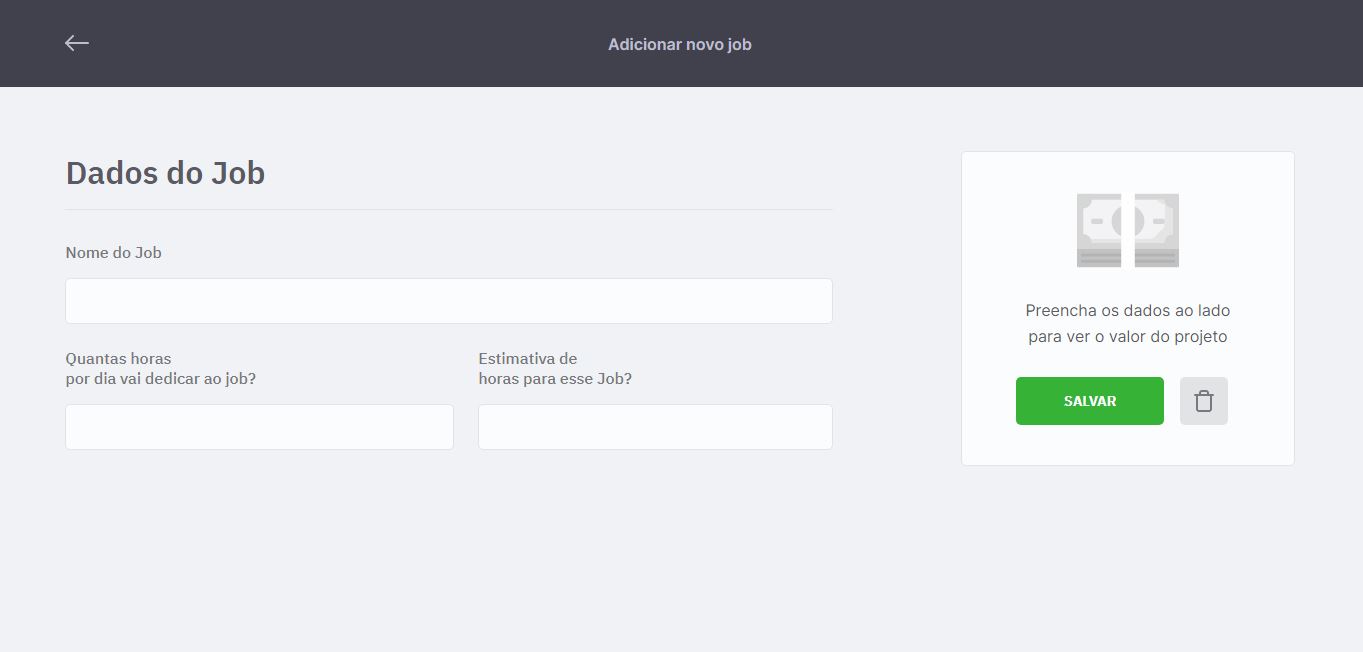 Adicionar novo job
Dados do Job
Nome do Job
Quantas horas
por dia vai dedicar ao job?
Estimativa de
horas para esse Job?
Preencha os dados ao lado
para ver o valor do projeto
SALVAR